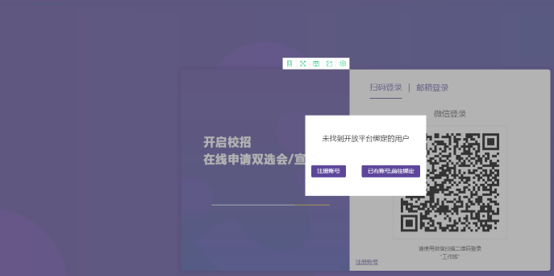 扫码登录 | 邮箱登录
微信登录
开启校招
在线申请双选会/宣
未找到开放平台绑定的用户
注册账号
已有账号,前往绑定
请使用微信扫描二维码登录
"工作啦"
注册账号